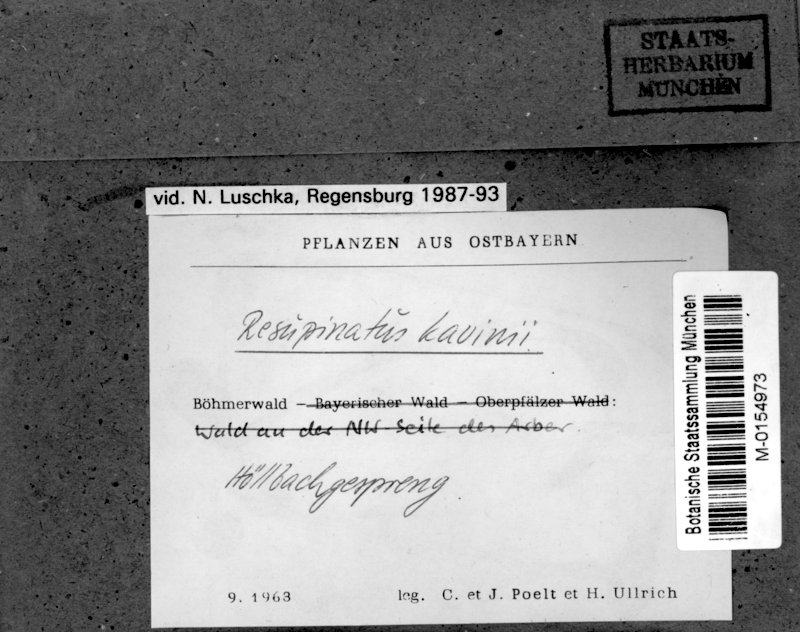 STAATS-
HERBARIUM
MÜNCHEN
vid. N. Luschka, Regensburg 1987-93
PFLANZEN AUS OSTBAYERN
Resupinatus kavinii
Böhmerwald – Bayerischer Wald – Oberpfälzer Wald:
Wald an der NW-Seite des Arber.
Höllbachgespreng
9. 1963
leg. C. et J. Poelt et H. Ullrich
Botanische Staatssammlung München
M-0154973